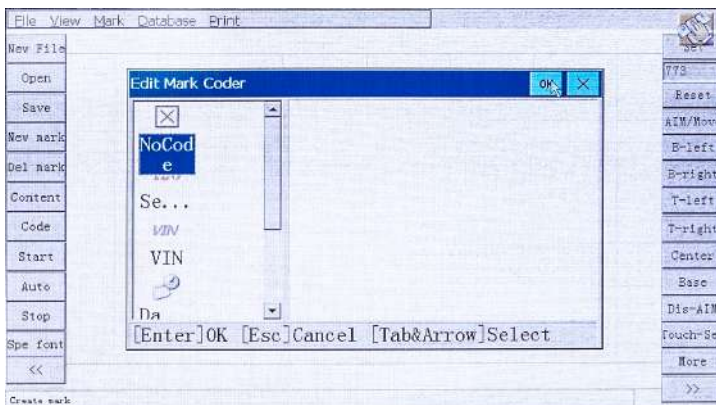 File View Mark Database Print
New File
Open
Save
New mark
Del mark
Content
Code
Start
Auto
Stop
Spe font
<<
Create mark
Edit Mark Coder
OK
NoCod
e
Se...
VIN
VIN
Da
[Enter]OK [Esc]Cancel [Tab&Arrow]Select
Set
773
Reset
AIM/Move
B-left
B-right
T-left
T-right
Center
Base
Dis-AIM
Touch-Se
More
>>